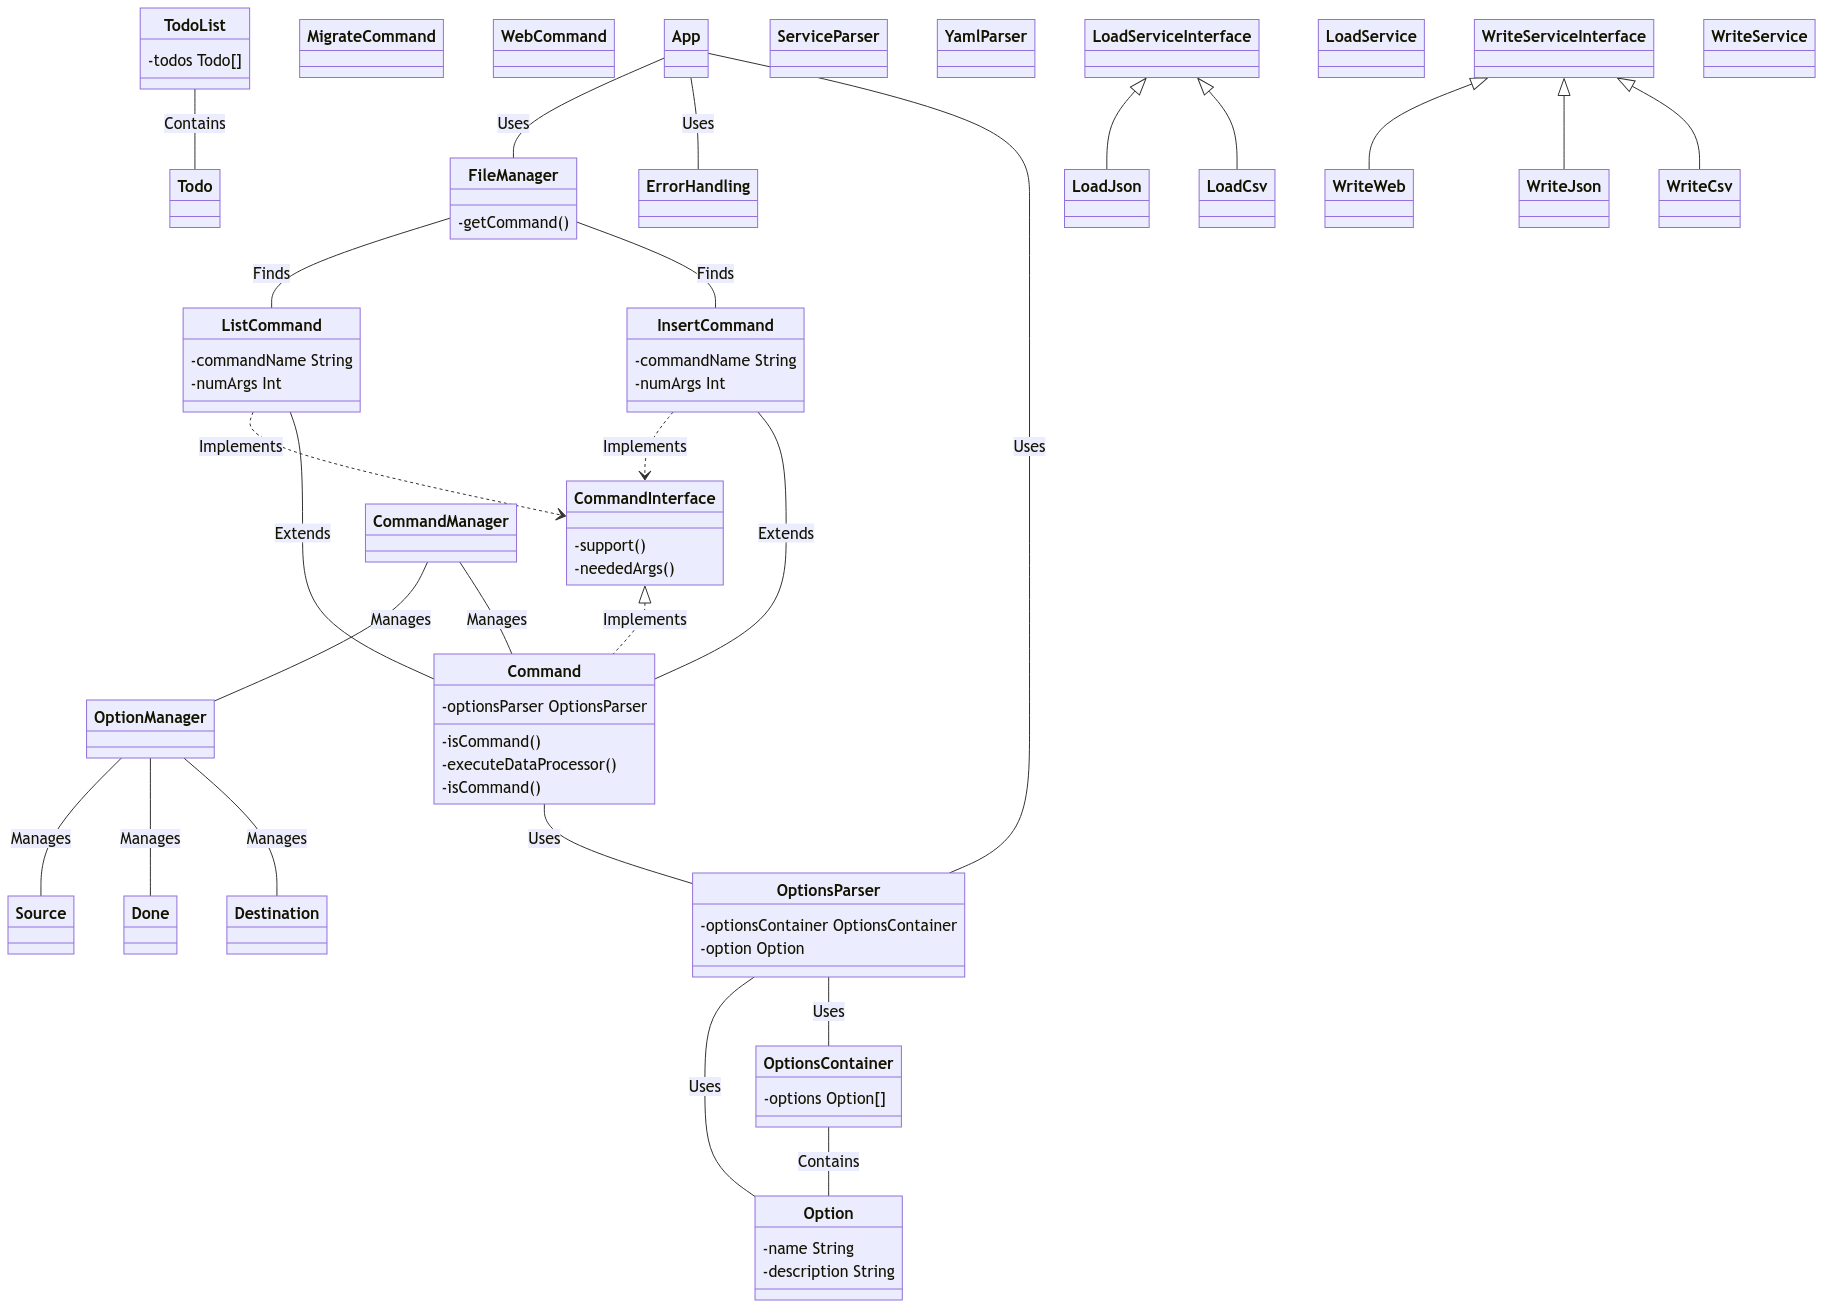 TodoList
-todos Todo[]
MigrateCommand
WebCommand
App
ServiceParser
YamlParser
LoadServiceInterface
LoadService
WriteServiceInterface
WriteService
Contains
Uses
Uses
Todo
FileManager
-getCommand()
ErrorHandling
LoadJson
LoadCsv
WriteWeb
WriteJson
WriteCsv
Finds
Finds
ListCommand
-commandName String
-numArgs Int
InsertCommand
-commandName String
-numArgs Int
Implements
Implements
Uses
CommandManager
CommandInterface
-support()
-neededArgs()
Extends
Extends
Manages
Manages
Implements
OptionManager
Command
-optionsParser OptionsParser
-isCommand()
-executeDataProcessor()
-isCommand()
Manages
Manages
Manages
Uses
Source
Done
Destination
OptionsParser
-optionsContainer OptionsContainer
-option Option
Uses
Uses
OptionsContainer
-options Option[]
Contains
Option
-name String
-description String